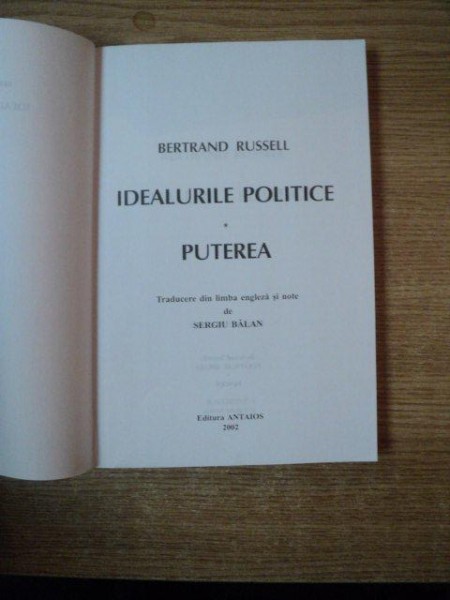 BERTRAND RUSSELL
IDEALURILE POLITICE
*
PUTEREA
Traducere din limba engleză și note
de
SERGIU BĂLAN
Editura ANTAIOS
2002